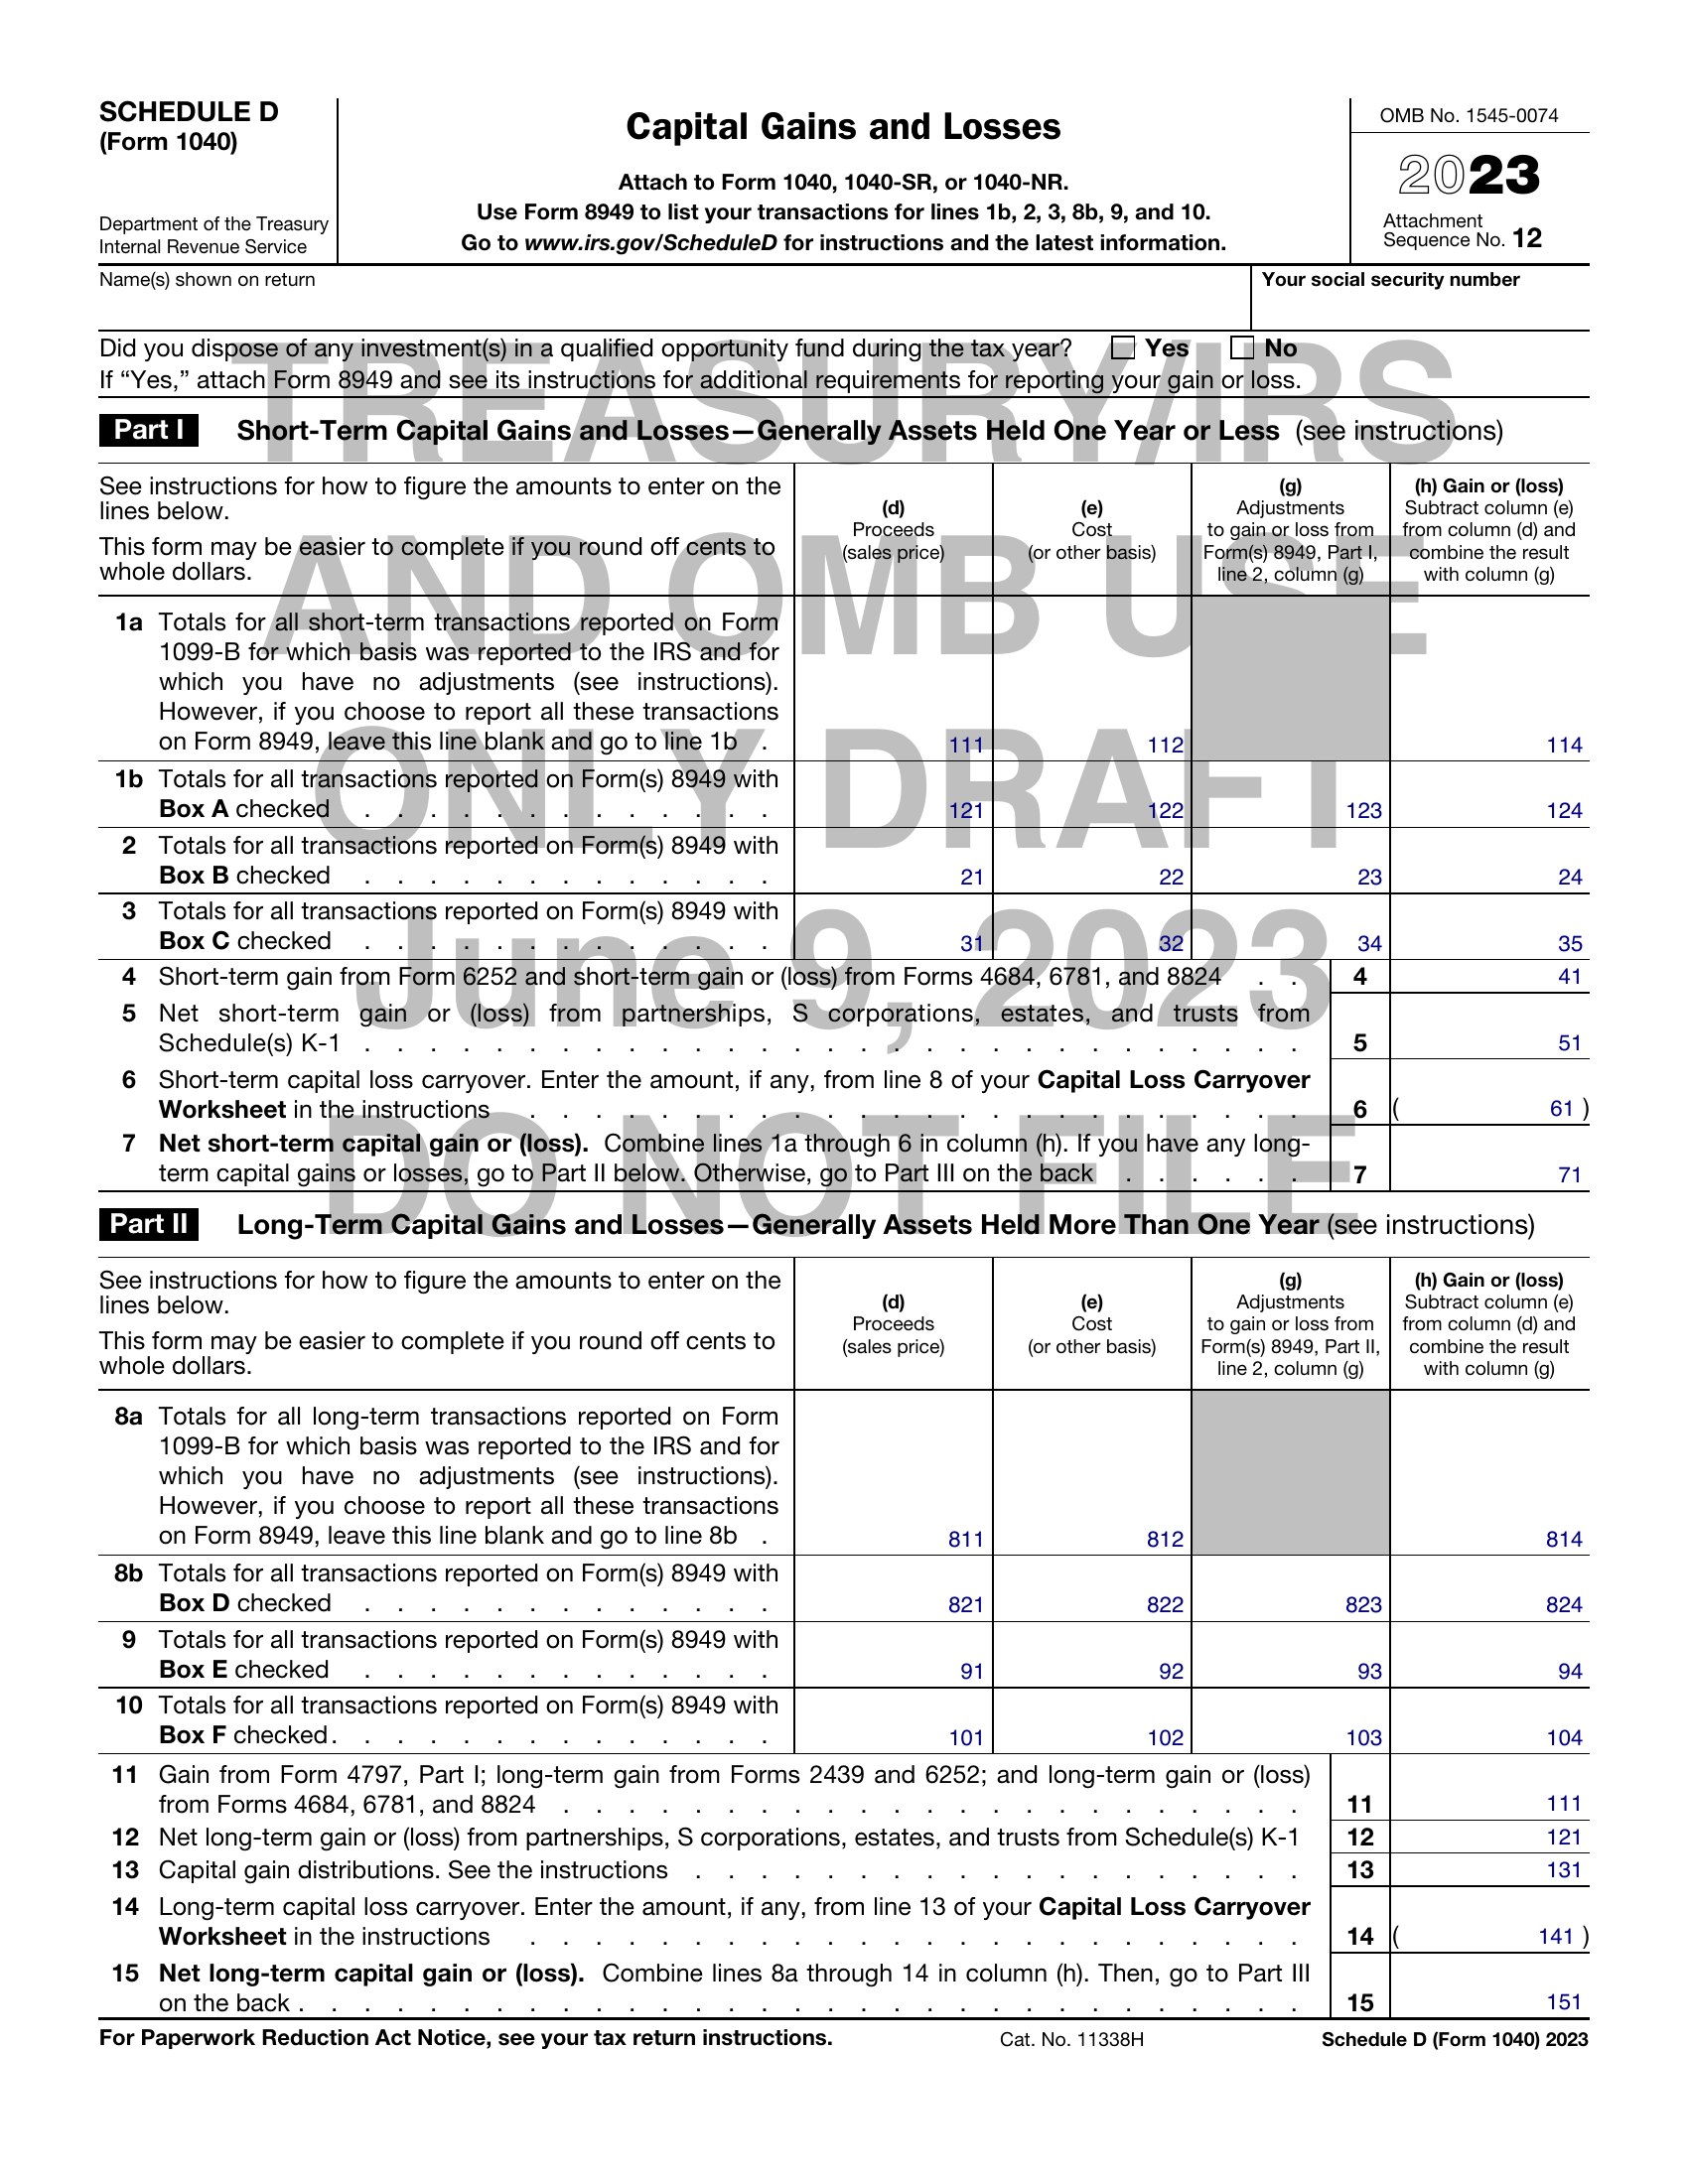 SCHEDULE D
(Form 1040)
Department of the Treasury
Internal Revenue Service
Capital Gains and Losses
Attach to Form 1040, 1040-SR, or 1040-NR.
Use Form 8949 to list your transactions for lines 1b, 2, 3, 8b, 9, and 10.
Go to www.irs.gov/ScheduleD for instructions and the latest information.
OMB No. 1545-0074
2023
Attachment
Sequence No. 12
Name(s) shown on return
Your social security number
Did you dispose of any investment(s) in a qualified opportunity fund during the tax year? Yes No
If “Yes,” attach Form 8949 and see its instructions for additional requirements for reporting your gain or loss.
TREASURY/IRS
AND OMB USE
ONLY DRAFT
June 9, 2023
DO NOT FILE
Part I Short-Term Capital Gains and Losses—Generally Assets Held One Year or Less (see instructions)
See instructions for how to figure the amounts to enter on the
lines below.
This form may be easier to complete if you round off cents to
whole dollars.
(d)
Proceeds
(sales price)
(e)
Cost
(or other basis)
(g)
Adjustments
to gain or loss from
Form(s) 8949, Part I,
line 2, column (g)
(h) Gain or (loss)
Subtract column (e)
from column (d) and
combine the result
with column (g)
1a Totals for all short-term transactions reported on Form
1099-B for which basis was reported to the IRS and for
which you have no adjustments (see instructions).
However, if you choose to report all these transactions
on Form 8949, leave this line blank and go to line 1b . 111 112 114
1b Totals for all transactions reported on Form(s) 8949 with
Box A checked . . . . . . . . . . . . . 121 122 123 124
2 Totals for all transactions reported on Form(s) 8949 with
Box B checked . . . . . . . . . . . . . 21 22 23 24
3 Totals for all transactions reported on Form(s) 8949 with
Box C checked . . . . . . . . . . . . . 31 32 34 35
4 Short-term gain from Form 6252 and short-term gain or (loss) from Forms 4684, 6781, and 8824 . . 4 41
5 Net short-term gain or (loss) from partnerships, S corporations, estates, and trusts from
Schedule(s) K-1 . . . . . . . . . . . . . . . . . . . . . . . . . . . . . 5 51
6 Short-term capital loss carryover. Enter the amount, if any, from line 8 of your Capital Loss Carryover
Worksheet in the instructions . . . . . . . . . . . . . . . . . . . . . . . . 6 ( 61 )
7 Net short-term capital gain or (loss). Combine lines 1a through 6 in column (h). If you have any long-
term capital gains or losses, go to Part II below. Otherwise, go to Part III on the back . . . . . . 7 71
Part II Long-Term Capital Gains and Losses—Generally Assets Held More Than One Year (see instructions)
See instructions for how to figure the amounts to enter on the
lines below.
This form may be easier to complete if you round off cents to
whole dollars.
(d)
Proceeds
(sales price)
(e)
Cost
(or other basis)
(g)
Adjustments
to gain or loss from
Form(s) 8949, Part II,
line 2, column (g)
(h) Gain or (loss)
Subtract column (e)
from column (d) and
combine the result
with column (g)
8a Totals for all long-term transactions reported on Form
1099-B for which basis was reported to the IRS and for
which you have no adjustments (see instructions).
However, if you choose to report all these transactions
on Form 8949, leave this line blank and go to line 8b . 811 812 814
8b Totals for all transactions reported on Form(s) 8949 with
Box D checked . . . . . . . . . . . . . 821 822 823 824
9 Totals for all transactions reported on Form(s) 8949 with
Box E checked . . . . . . . . . . . . . 91 92 93 94
10 Totals for all transactions reported on Form(s) 8949 with
Box F checked . . . . . . . . . . . . . . 101 102 103 104
11 Gain from Form 4797, Part I; long-term gain from Forms 2439 and 6252; and long-term gain or (loss)
from Forms 4684, 6781, and 8824 . . . . . . . . . . . . . . . . . . . . . . . 11 111
12 Net long-term gain or (loss) from partnerships, S corporations, estates, and trusts from Schedule(s) K-1 12 121
13 Capital gain distributions. See the instructions . . . . . . . . . . . . . . . . . . . 13 131
14 Long-term capital loss carryover. Enter the amount, if any, from line 13 of your Capital Loss Carryover
Worksheet in the instructions . . . . . . . . . . . . . . . . . . . . . . . . 14 ( 141 )
15 Net long-term capital gain or (loss). Combine lines 8a through 14 in column (h). Then, go to Part III
on the back . . . . . . . . . . . . . . . . . . . . . . . . . . . . . . . 15 151
For Paperwork Reduction Act Notice, see your tax return instructions. Cat. No. 11338H Schedule D (Form 1040) 2023